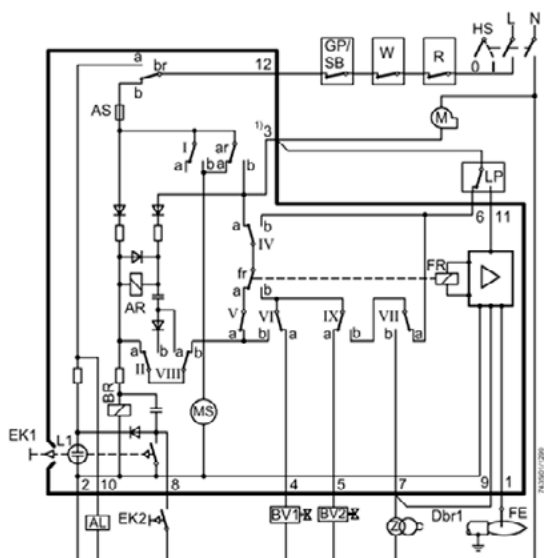 HS L N
GP/ SB W R
0 I
a br 12
b
AS
M
1) 3
I ar
a b a b
LP
6 11
a b
IV
fr FR
a b
AR
V VI IX VII
a a a b b a
b a b
a b
II VIII
BR
MS
EK1 L1
2 10 8 4 5 7 9 1
Dbr1
AL EK2 BV1 BV2 FE